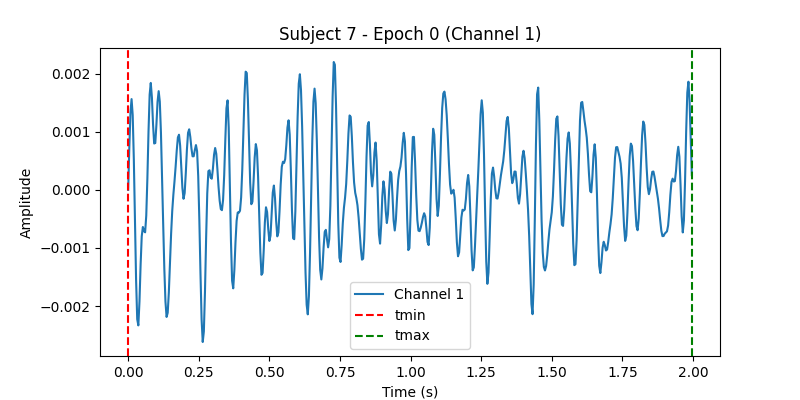 Subject 7 - Epoch 0 (Channel 1)
Amplitude
0.002
0.001
0.000
−0.001
−0.002
Channel 1
tmin
tmax
0.00 0.25 0.50 0.75 1.00 1.25 1.50 1.75 2.00
Time (s)